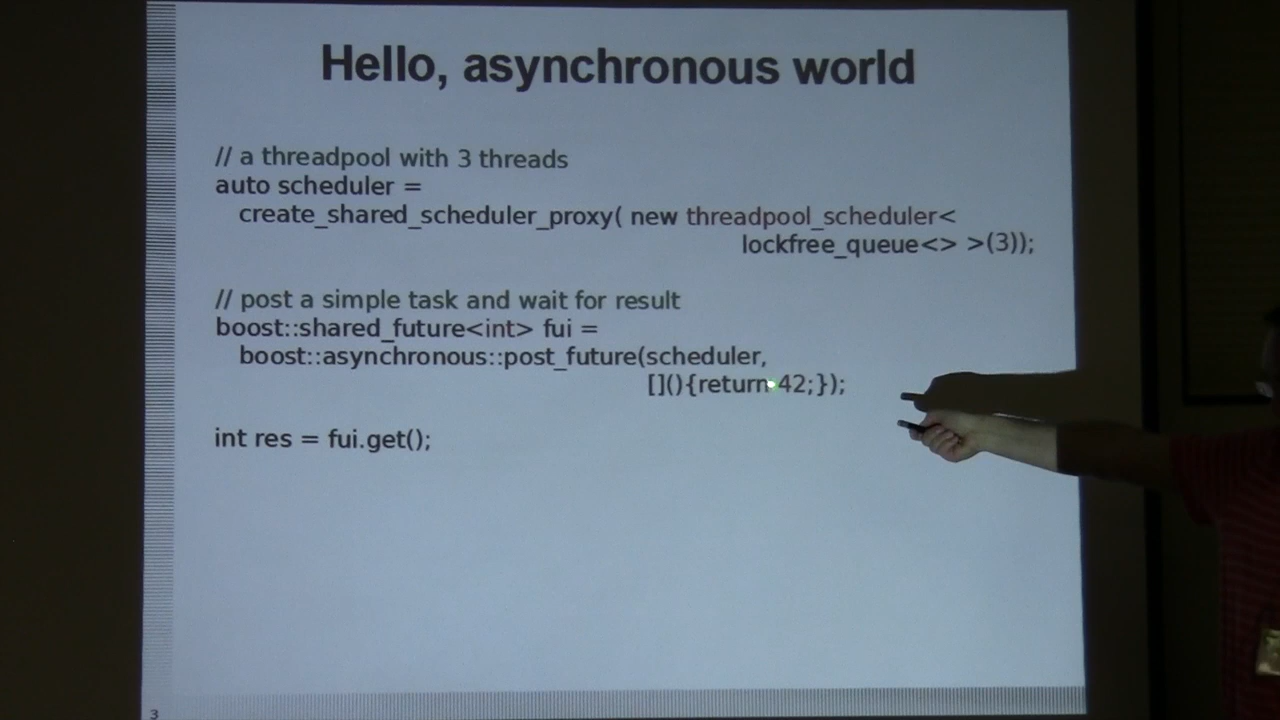 Hello, asynchronous world
// a threadpool with 3 threads
auto scheduler =
create_shared_scheduler_proxy( new threadpool_scheduler<
lockfree_queue<> >(3));
// post a simple task and wait for result
boost::shared_future<int> fui =
boost::asynchronous::post_future(scheduler,
[](){return 42;});
int res = fui.get();
3